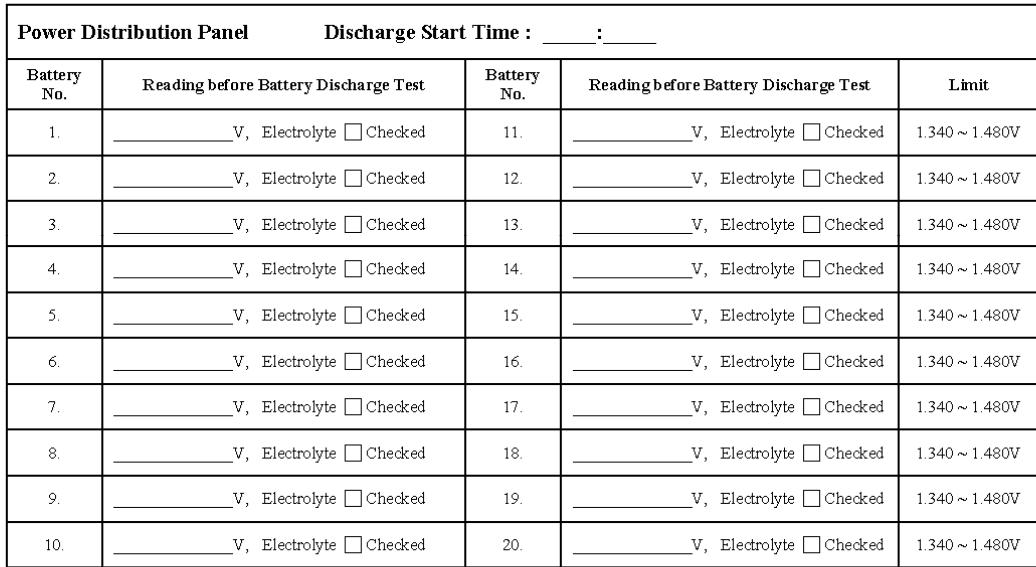 Power Distribution Panel Discharge Start Time : _____:_____
Battery No. Reading before Battery Discharge Test Battery No. Reading before Battery Discharge Test Limit
1. ____________V, Electrolyte ☐ Checked 11. ____________V, Electrolyte ☐ Checked 1.340 ~ 1.480V
2. ____________V, Electrolyte ☐ Checked 12. ____________V, Electrolyte ☐ Checked 1.340 ~ 1.480V
3. ____________V, Electrolyte ☐ Checked 13. ____________V, Electrolyte ☐ Checked 1.340 ~ 1.480V
4. ____________V, Electrolyte ☐ Checked 14. ____________V, Electrolyte ☐ Checked 1.340 ~ 1.480V
5. ____________V, Electrolyte ☐ Checked 15. ____________V, Electrolyte ☐ Checked 1.340 ~ 1.480V
6. ____________V, Electrolyte ☐ Checked 16. ____________V, Electrolyte ☐ Checked 1.340 ~ 1.480V
7. ____________V, Electrolyte ☐ Checked 17. ____________V, Electrolyte ☐ Checked 1.340 ~ 1.480V
8. ____________V, Electrolyte ☐ Checked 18. ____________V, Electrolyte ☐ Checked 1.340 ~ 1.480V
9. ____________V, Electrolyte ☐ Checked 19. ____________V, Electrolyte ☐ Checked 1.340 ~ 1.480V
10. ____________V, Electrolyte ☐ Checked 20. ____________V, Electrolyte ☐ Checked 1.340 ~ 1.480V